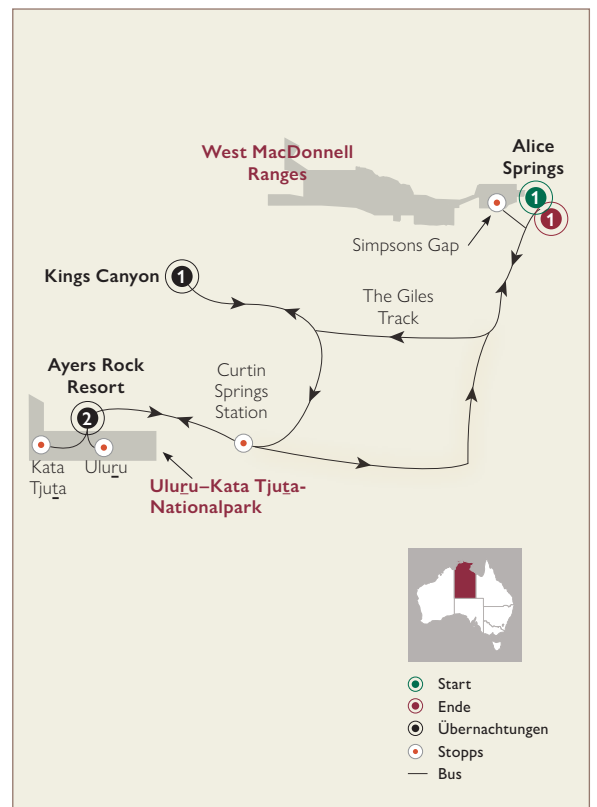 West MacDonnell
Ranges
Alice
Springs
1
1
Simpsons Gap
Kings Canyon
1
The Giles
Track
Ayers Rock
Resort
2
Curtin
Springs
Station
Kata
Tjuṯa
Uluṟu
Uluṟu–Kata Tjuṯa-
Nationalpark
Start
Ende
Übernachtungen
Stopps
Bus